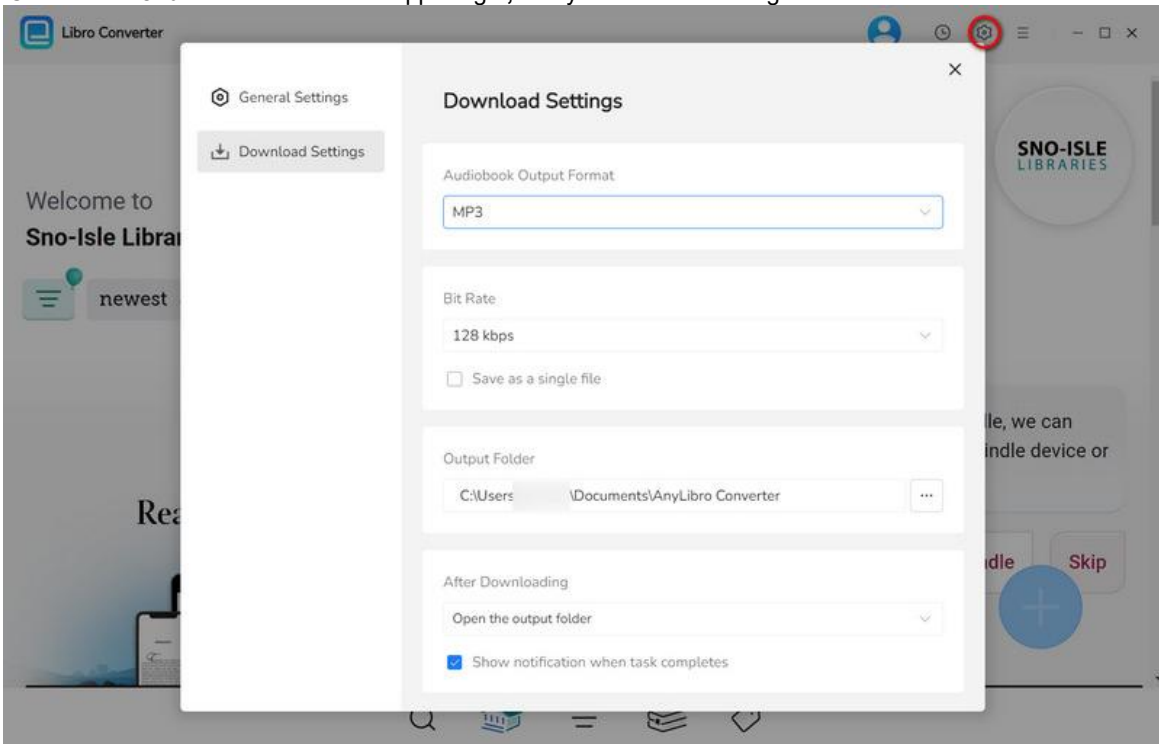 Libro Converter
General Settings
Download Settings
Download Settings
Audiobook Output Format
MP3
Bit Rate
128 kbps
Save as a single file
Output Folder
C:\Users \Documents\AnyLibro Converter
...
After Downloading
Open the output folder
Show notification when task completes
SNO-ISLE
LIBRARIES
Welcome to
Sno-Isle Librar
newest
Rea
lle, we can
indle device or
ndle
Skip